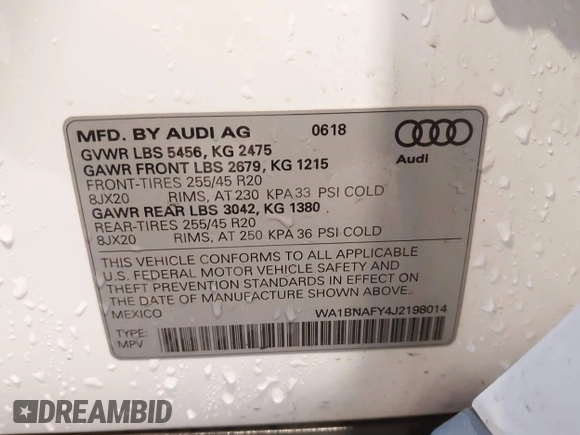 MFD. BY AUDI AG 0618
GVWR LBS 5456, KG 2475
GAWR FRONT LBS 2679, KG 1215
FRONT-TIRES 255/45 R20
8JX20 RIMS, AT 230 KPA 33 PSI COLD
GAWR REAR LBS 3042, KG 1380
REAR-TIRES 255/45 R20
8JX20 RIMS, AT 250 KPA 36 PSI COLD
Audi
THIS VEHICLE CONFORMS TO ALL APPLICABLE
U.S. FEDERAL MOTOR VEHICLE SAFETY AND
THEFT PREVENTION STANDARDS IN EFFECT ON
THE DATE OF MANUFACTURE SHOWN ABOVE.
MEXICO WA1BNAFY4J2198014
TYPE:
MPV
DREAMBID